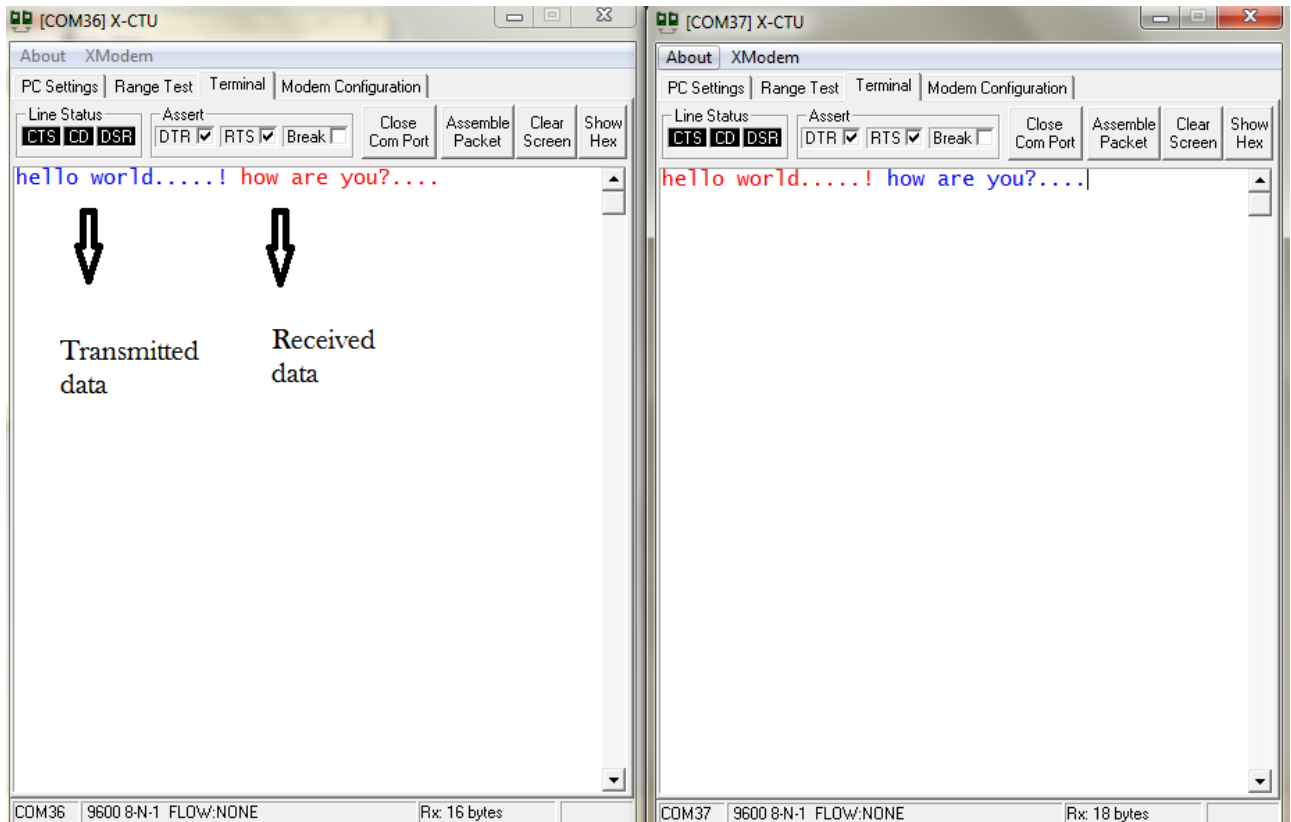 [COM36] X-CTU
About XModem
PC Settings Range Test Terminal Modem Configuration
Line Status Assert
CTS CD DSR DTR RTS Break Close Com Port Assemble Packet Clear Screen Show Hex
hello world.....! how are you?....
Transmitted data
Received data
COM36 9600 8-N-1 FLOW:NONE Rx: 16 bytes
[COM37] X-CTU
About XModem
PC Settings Range Test Terminal Modem Configuration
Line Status Assert
CTS CD DSR DTR RTS Break Close Com Port Assemble Packet Clear Screen Show Hex
hello world.....! how are you?....
COM37 9600 8-N-1 FLOW:NONE Rx: 18 bytes